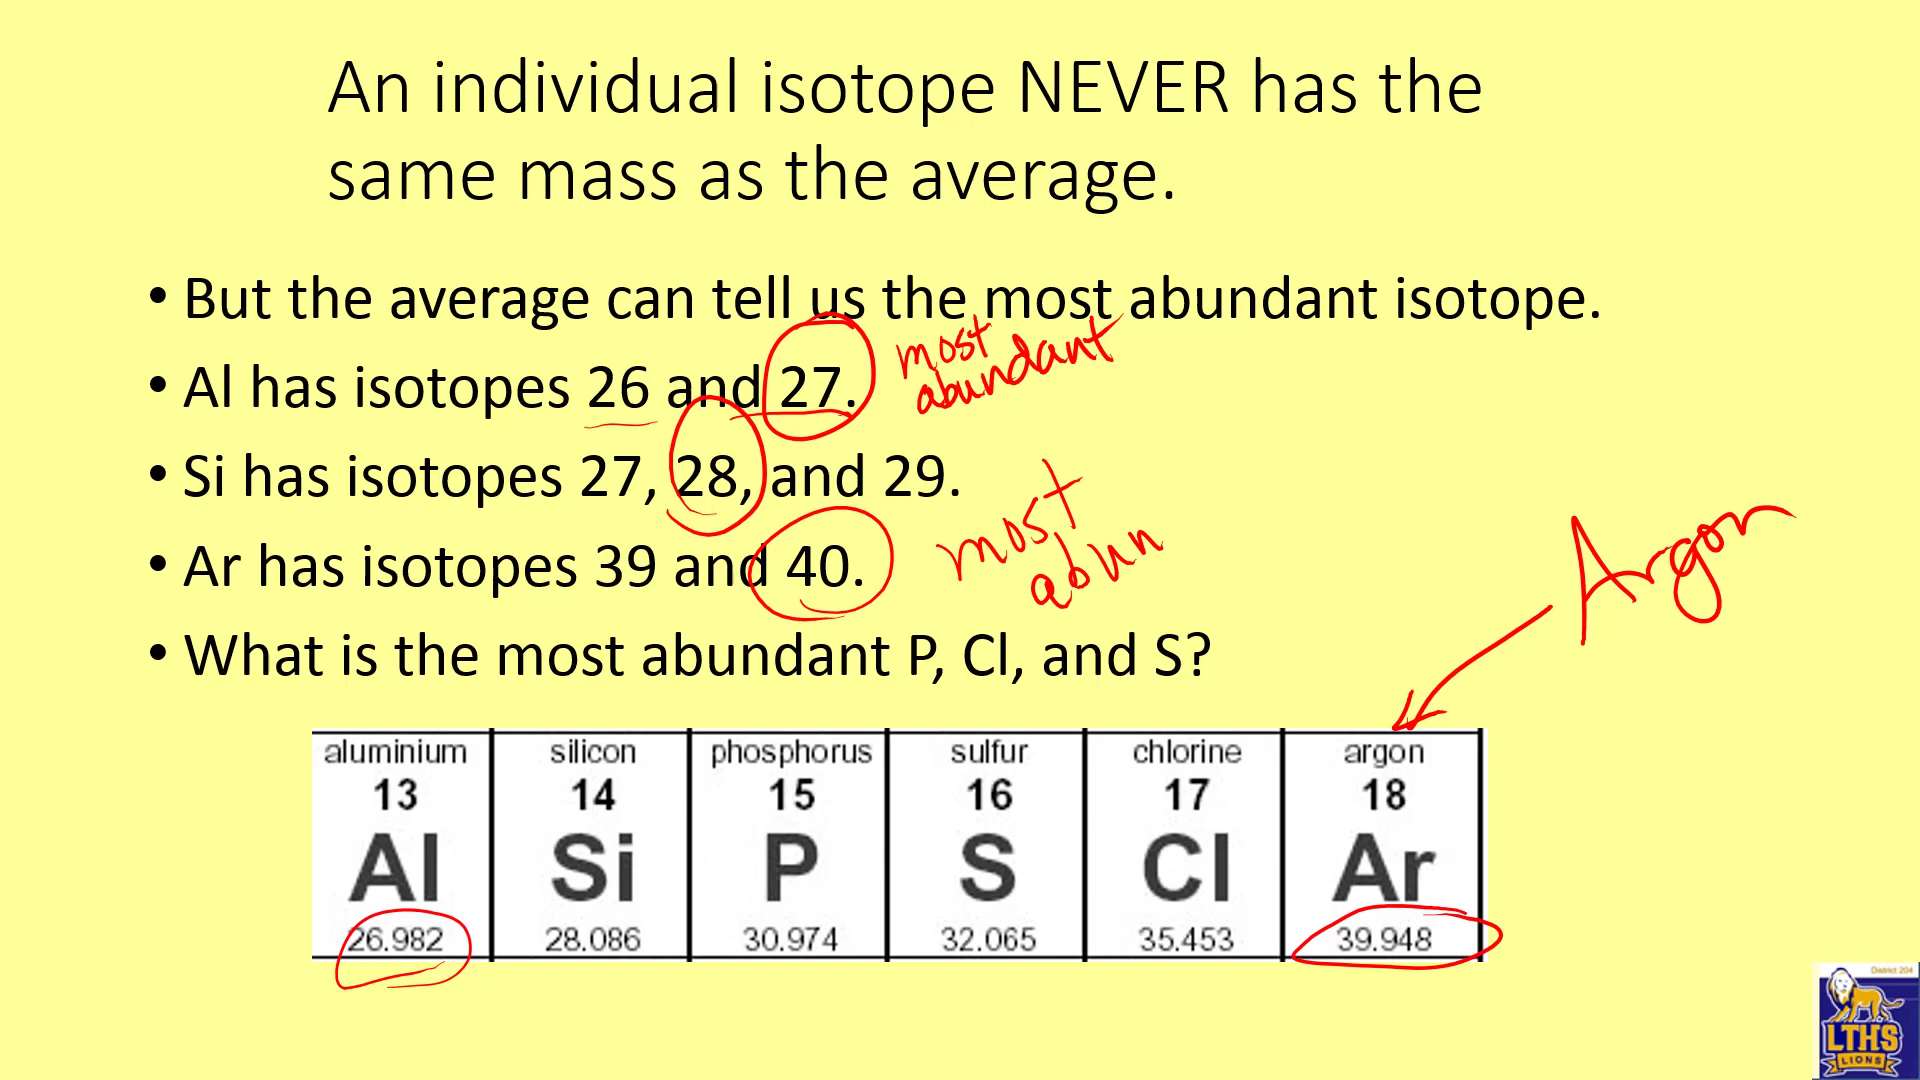 An individual isotope NEVER has the
same mass as the average.
• But the average can tell us the most abundant isotope.
most
• Al has isotopes 26 and 27. abundant
• Si has isotopes 27, 28, and 29.
most
Argon
• Ar has isotopes 39 and 40. abun
• What is the most abundant P, Cl, and S?
aluminium silicon phosphorus sulfur chlorine argon
13 14 15 16 17 18
Al Si P S Cl Ar
26.982 28.086 30.974 32.065 35.453 39.948
District 204
LTHS
LIONS